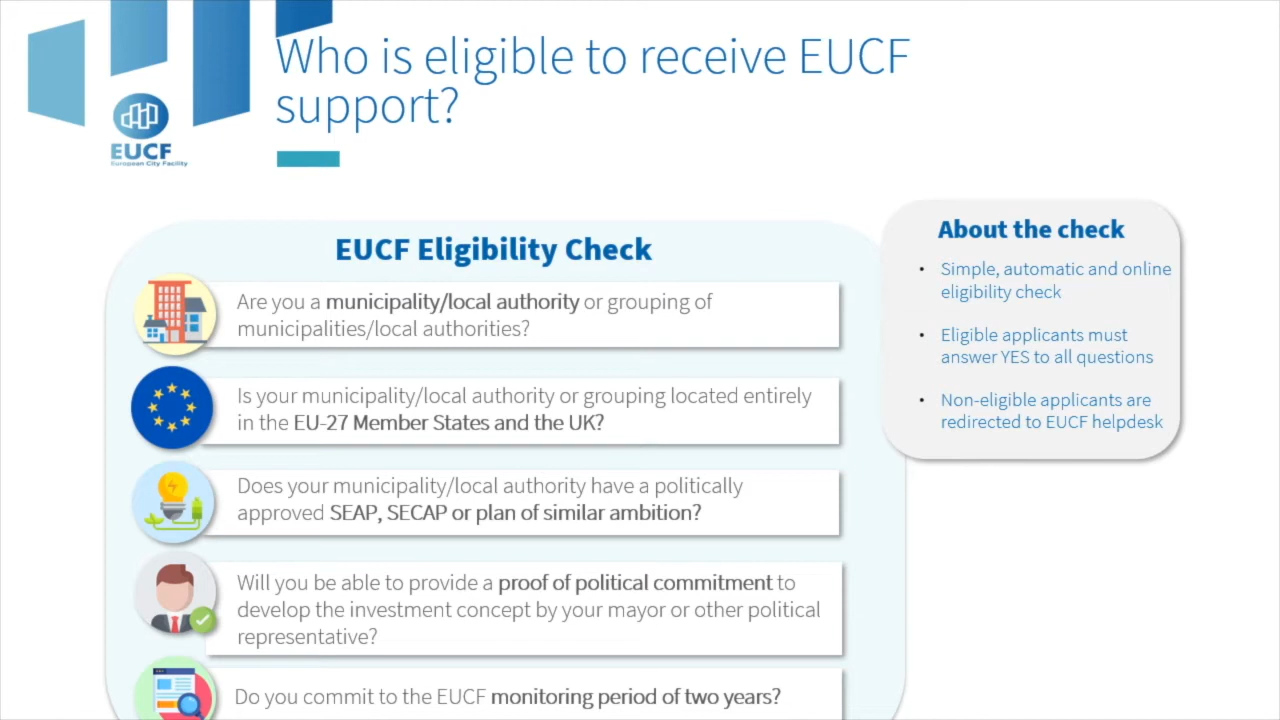 Who is eligible to receive EUCF
support?
EUCF
European City Facility
EUCF Eligibility Check
Are you a municipality/local authority or grouping of
municipalities/local authorities?
Is your municipality/local authority or grouping located entirely
in the EU-27 Member States and the UK?
Does your municipality/local authority have a politically
approved SEAP, SECAP or plan of similar ambition?
Will you be able to provide a proof of political commitment to
develop the investment concept by your mayor or other political
representative?
Do you commit to the EUCF monitoring period of two years?
About the check
• Simple, automatic and online
eligibility check
• Eligible applicants must
answer YES to all questions
• Non-eligible applicants are
redirected to EUCF helpdesk